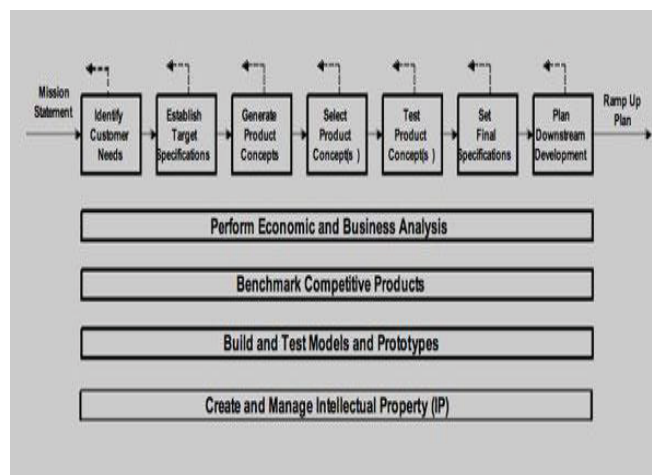 Mission
Statement
Identify
Customer
Needs
Establish
Target
Specifications
Generate
Product
Concepts
Select
Product
Concept(s )
Test
Product
Concept(s )
Set
Final
Specifications
Plan
Downstream
Development
Ramp Up
Plan
Perform Economic and Business Analysis
Benchmark Competitive Products
Build and Test Models and Prototypes
Create and Manage Intellectual Property (IP)